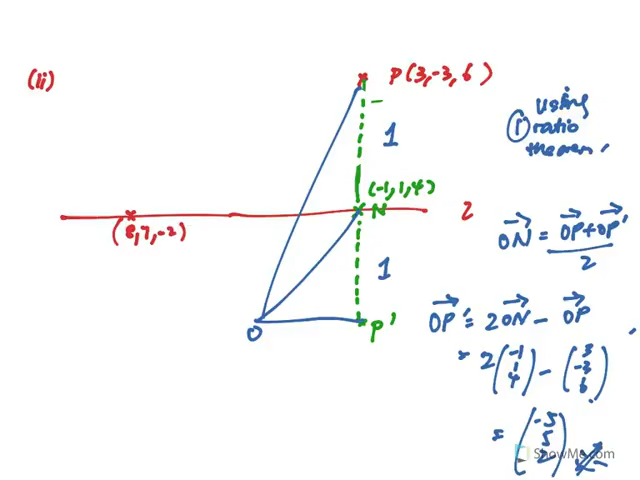 (ii)
P(3,-3,6)
① using
ratio
theorem,
1
(-1,1,4)
N
(8,7,-2)
1
O
P'
ON = OP + OP' / 2
OP' = 2ON - OP
= 2(-1 1 4) - (3 -3 6)
= (-5 5 2)
ShowMe.com